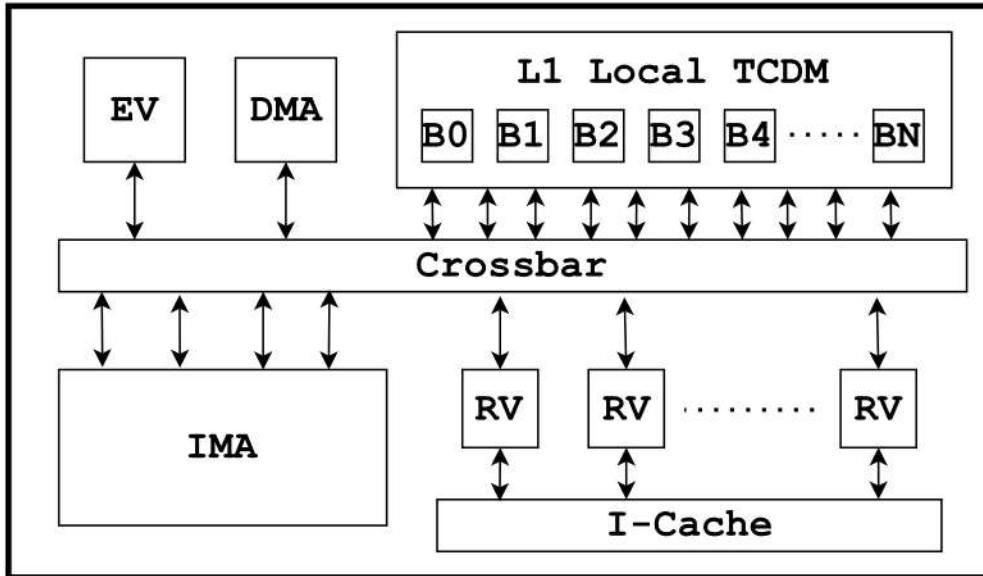 L1 Local TCDM
EV DMA B0 B1 B2 B3 B4 ..... BN
Crossbar
RV RV ......... RV
IMA
I-Cache